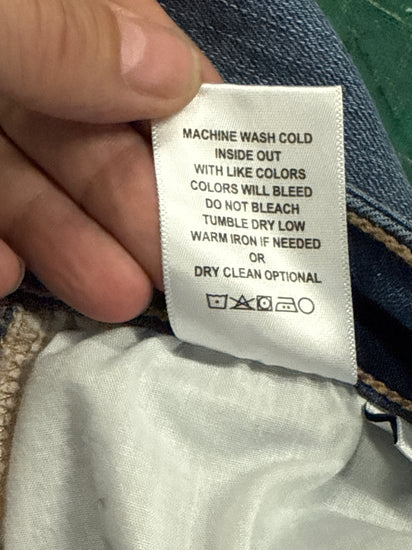 MACHINE WASH COLD
INSIDE OUT
WITH LIKE COLORS
COLORS WILL BLEED
DO NOT BLEACH
TUMBLE DRY LOW
WARM IRON IF NEEDED
OR
DRY CLEAN OPTIONAL